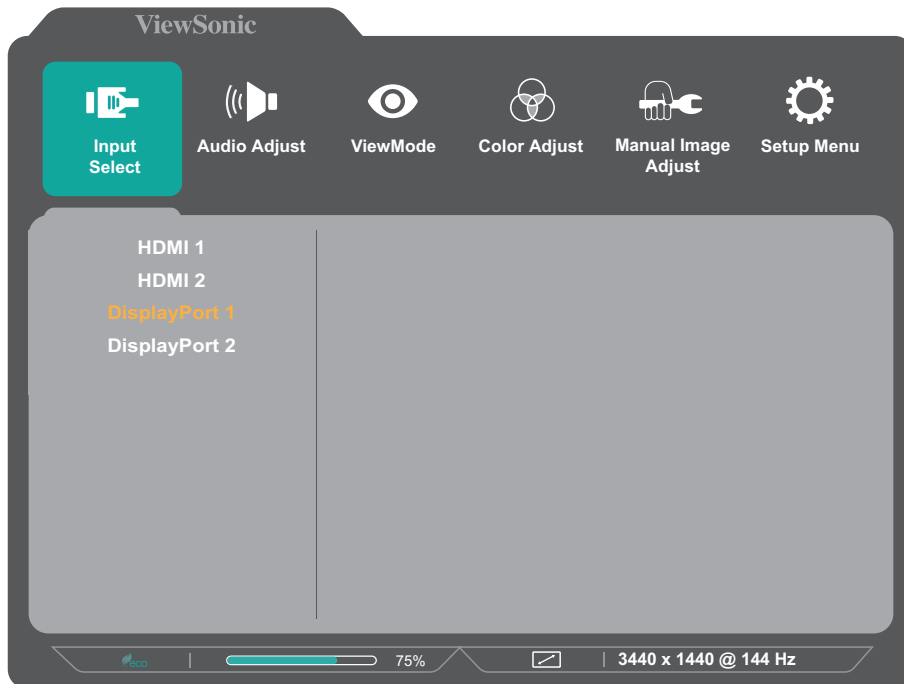 ViewSonic
Input
Select
Audio Adjust
ViewMode
Color Adjust
Manual Image
Adjust
Setup Menu
HDMI 1
HDMI 2
DisplayPort 1
DisplayPort 2
eco
75%
3440 x 1440 @ 144 Hz